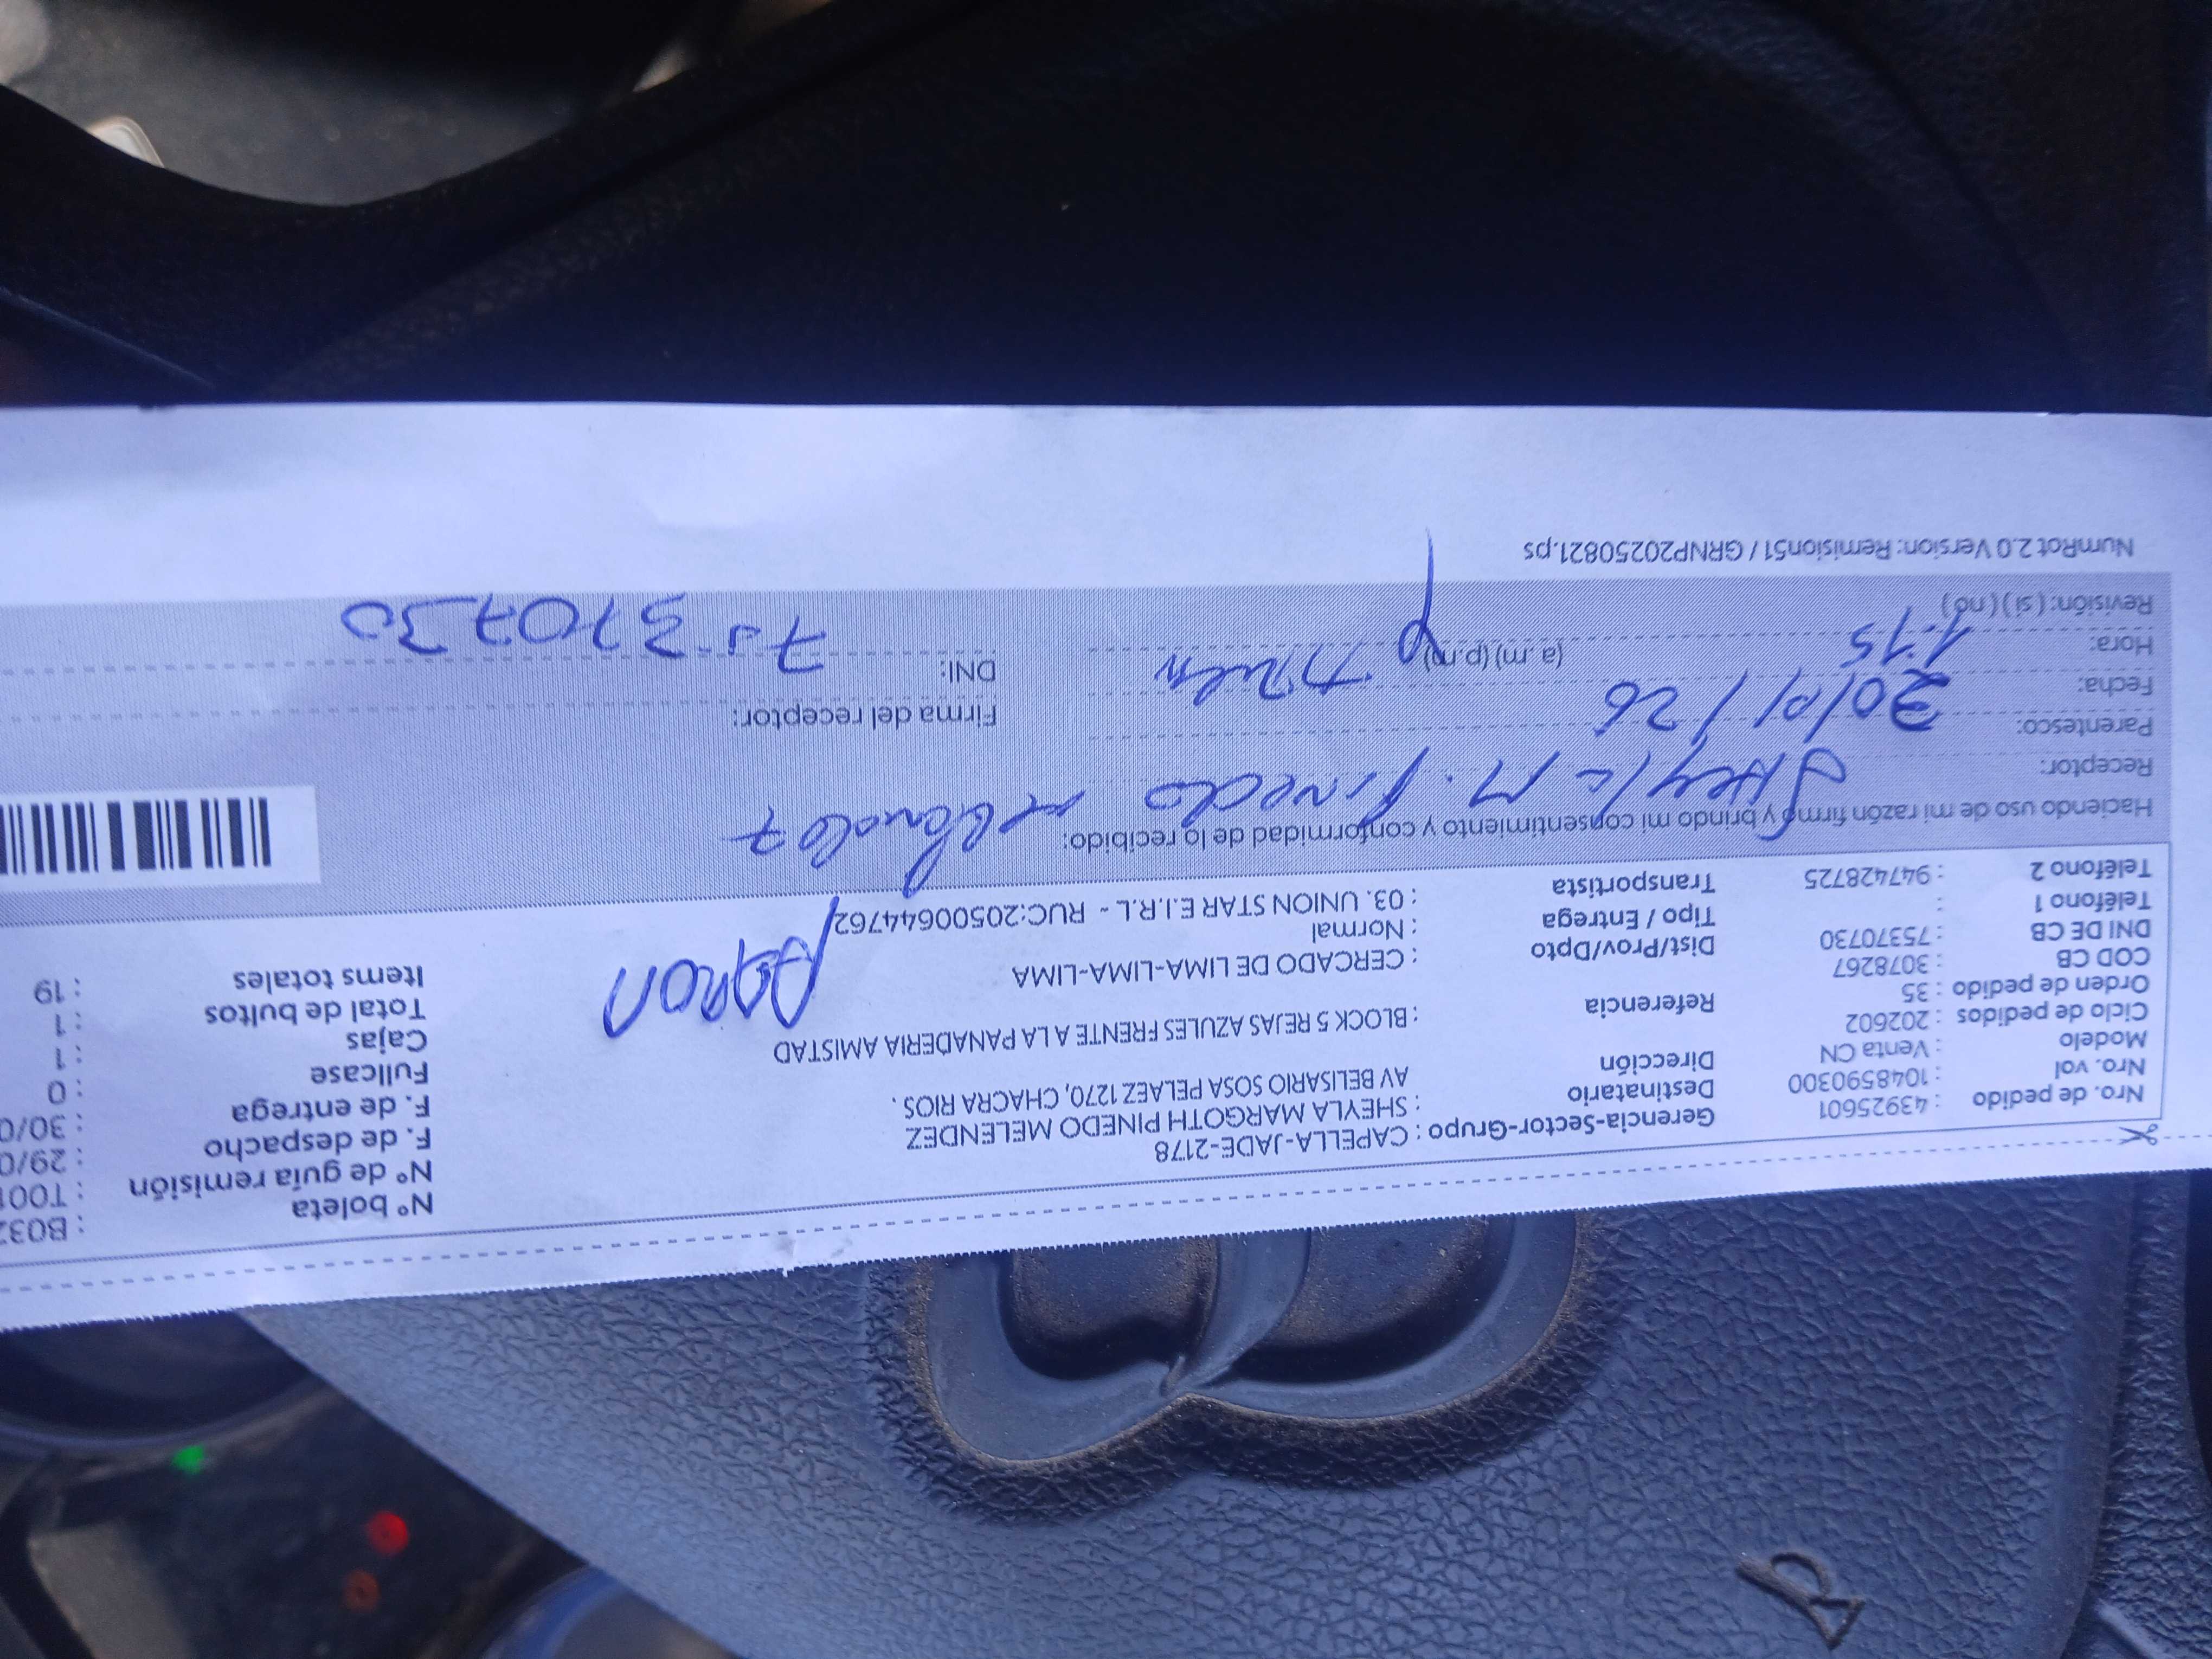 Nro. de pedido : 43925601
Nro. vol : 1048590300
Modelo : Venta CN
Ciclo de pedidos : 202602
Orden de pedido : 35
COD CB : 3078267
DNI DE CB : 75370730
Teléfono 1 :
Teléfono 2 : 947428725
Gerencia-Sector-Grupo : CAPELLA-JADE-2178
Destinatario : SHEYLA MARGOTH PINEDO MELENDEZ
Dirección AV BELISARIO SOSA PELAEZ 1270, CHACRA RIOS .
Referencia : BLOCK 5 REJAS AZULES FRENTE A LA PANADERIA AMISTAD
Dist/Prov/Dpto : CERCADO DE LIMA-LIMA-LIMA
Tipo / Entrega : Normal
Transportista : 03. UNION STAR E.I.R.L - RUC:20500644762
N° boleta : B032
N° de guía remisión : T001
F. de despacho : 29/0
F. de entrega : 30/0
Fullcase : 0
Cajas : 1
Total de bultos : 1
Items totales : 19
Haciendo uso de mi razón firmo y brindo mi consentimiento y conformidad de lo recibido:
Receptor: M. Pinedo
Parentesco:
Fecha: 30/01/26
Hora: 1:15 (a.m) (p.m)
Revisión: (si) (no)
Firma del receptor:
DNI: 75370730
NumRot 2.0 Version: Remision51 / GRNP20250821.ps